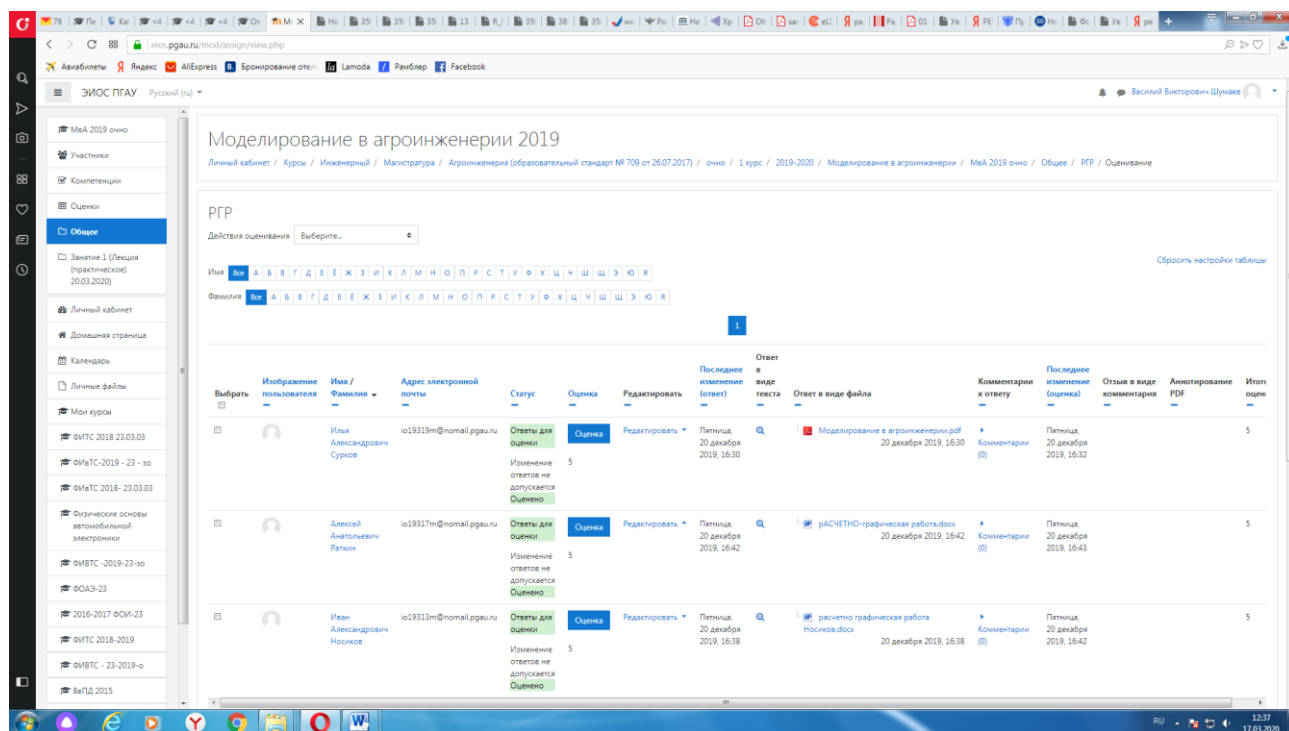 eios.pgau.ru/mod/assign/view.php
Авиабилеты Яндекс AliExpress Бронирование отел Lamoda Рамблер Facebook
ЭИОС ПГАУ Русский (ru)
Василий Викторович Шумаев
МвА 2019 очно
Участники
Компетенции
Оценки
Общее
Занятие 1 (Лекция
(практическое)
20.03.2020)
Личный кабинет
Домашняя страница
Календарь
Личные файлы
Мои курсы
ФИТС 2018 23.03.03
ФИвТС-2019 - 23 - зо
ФИвТС 2018- 23.03.03
Физические основы
автомобильной
электроники
ФИВТС -2019-23-зо
ФОАЭ-23
2016-2017 ФОИ-23
ФИТС 2018-2019
ФИВТС - 23-2019-о
ВвПД 2015
Моделирование в агроинженерии 2019
Личный кабинет / Курсы / Инженерный / Магистратура / Агроинженерия (образовательный стандарт № 709 от 26.07.2017) / очно / 1 курс / 2019-2020 / Моделирование в агроинженерии / МвА 2019 очно / Общее / РГР / Оценивание
РГР
Действия оценивания Выберите...
Сбросить настройки таблицы
Имя Все А Б В Г Д Е Ё Ж З И К Л М Н О П Р С Т У Ф Х Ц Ч Ш Щ Э Ю Я
Фамилия Все А Б В Г Д Е Ё Ж З И К Л М Н О П Р С Т У Ф Х Ц Ч Ш Щ Э Ю Я
1
Выбрать
Изображение
пользователя
Имя /
Фамилия
Адрес электронной
почты
Статус
Оценка
Редактировать
Последнее
изменение
(ответ)
Ответ
в
виде
текста
Ответ в виде файла
Комментарии
к ответу
Последнее
изменение
(оценка)
Отзыв в виде
комментария
Аннотирование
PDF
Итого
оцен
Илья
Александрович
Сурков
io19319m@nomail.pgau.ru
Ответы для
оценки
Изменение
ответов не
допускается
Оценено
Оценка
5
Редактировать
Пятница,
20 декабря
2019, 16:30
Моделирование в агроинженерии.pdf
20 декабря 2019, 16:30
Комментарии
(0)
Пятница,
20 декабря
2019, 16:32
5
Алексей
Анатольевич
Раткин
io19317m@nomail.pgau.ru
Ответы для
оценки
Изменение
ответов не
допускается
Оценено
Оценка
5
Редактировать
Пятница,
20 декабря
2019, 16:42
рАСЧЕТНО-графическая работа.docx
20 декабря 2019, 16:42
Комментарии
(0)
Пятница,
20 декабря
2019, 16:43
5
Иван
Александрович
Носиков
io19313m@nomail.pgau.ru
Ответы для
оценки
Изменение
ответов не
допускается
Оценено
Оценка
5
Редактировать
Пятница,
20 декабря
2019, 16:38
расчетно графическая работа
Носиков.docx
20 декабря 2019, 16:38
Комментарии
(0)
Пятница,
20 декабря
2019, 16:42
5
RU
12:37
17.03.2020